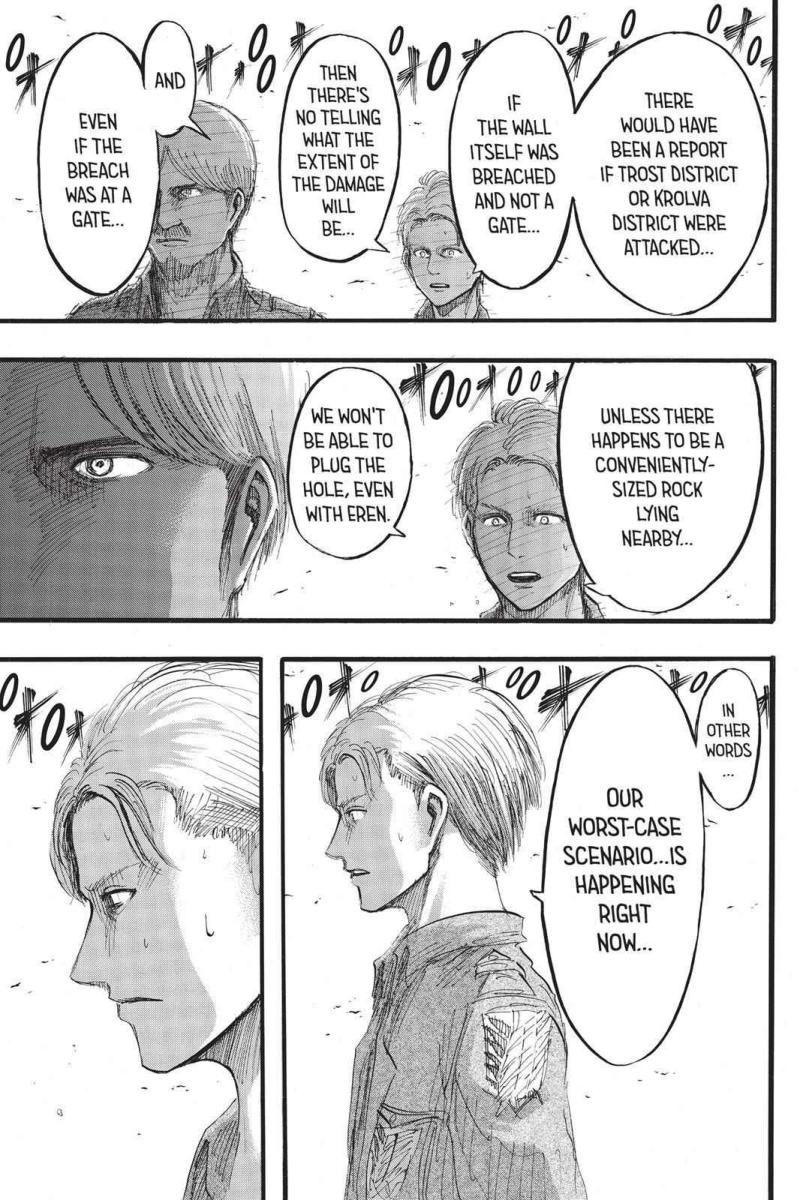 THERE
WOULD HAVE
BEEN A REPORT
IF TROST DISTRICT
OR KROLVA
DISTRICT WERE
ATTACKED...
IF
THE WALL
ITSELF WAS
BREACHED
AND NOT A
GATE...
THEN
THERE'S
NO TELLING
WHAT THE
EXTENT OF
THE DAMAGE
WILL
BE...
AND
EVEN
IF THE
BREACH
WAS AT A
GATE...
UNLESS THERE
HAPPENS TO BE A
CONVENIENTLY-
SIZED ROCK
LYING
NEARBY...
WE WON'T
BE ABLE TO
PLUG THE
HOLE, EVEN
WITH EREN.
IN
OTHER
WORDS
...
OUR
WORST-CASE
SCENARIO...IS
HAPPENING
RIGHT
NOW...